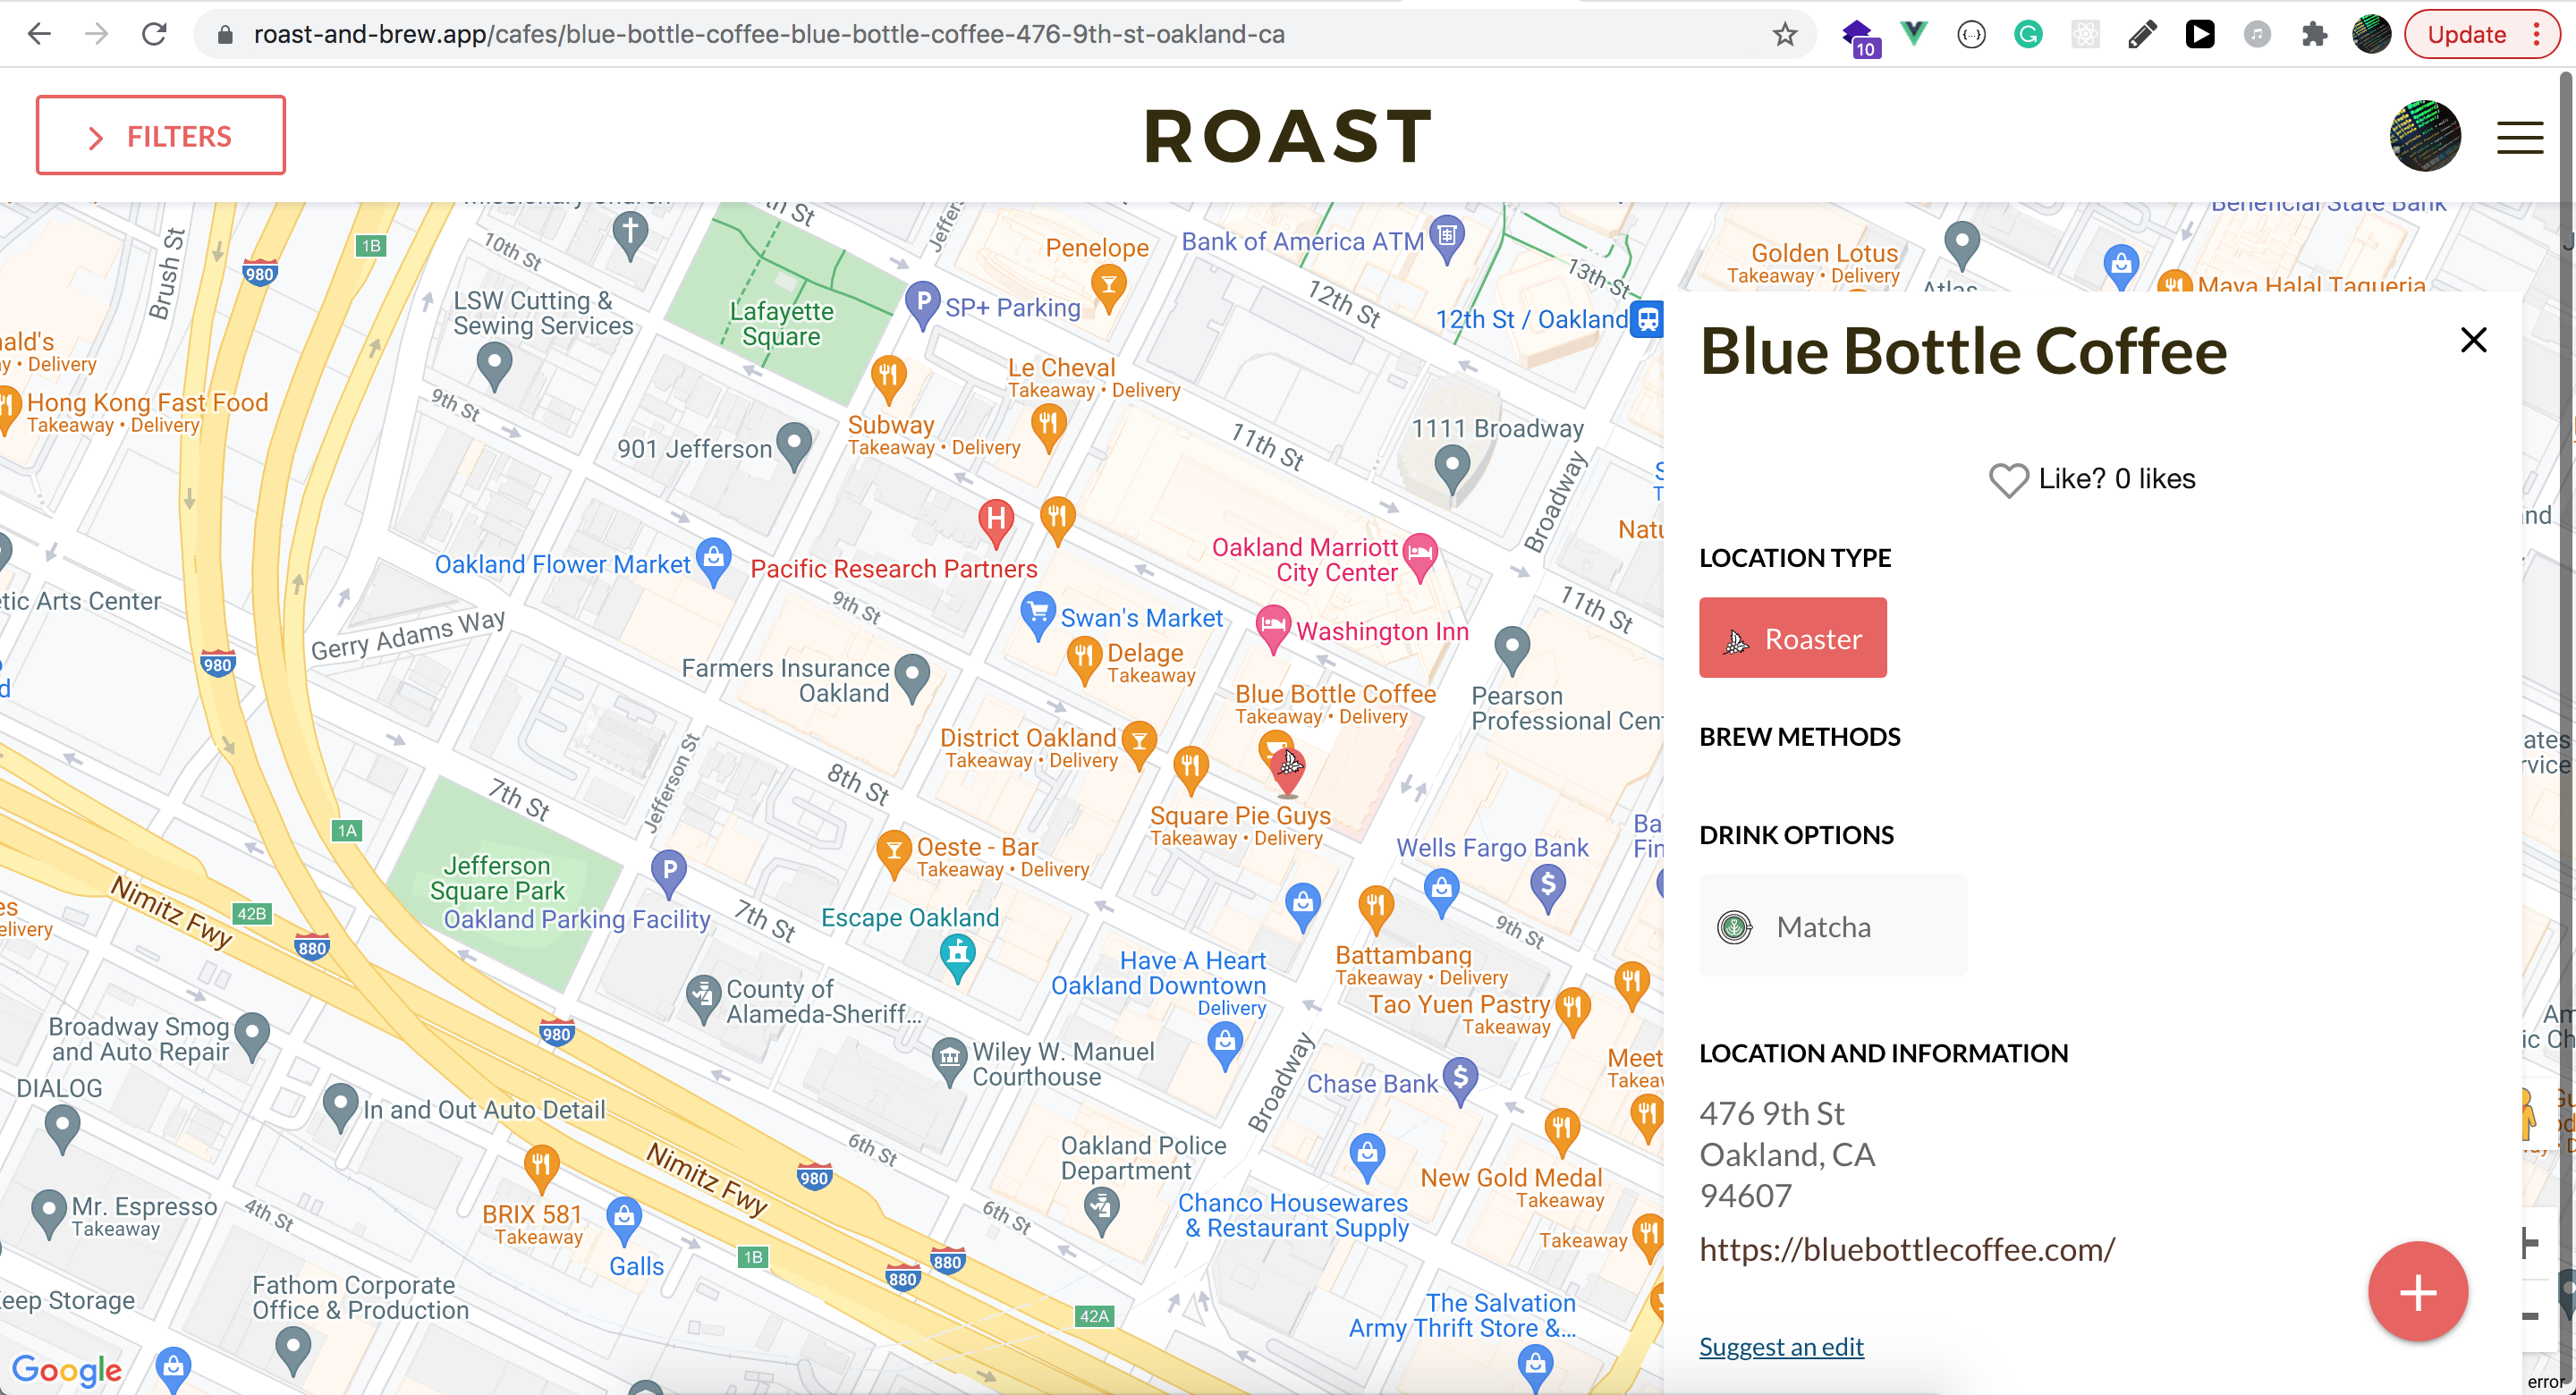 roast-and-brew.app/cafes/blue-bottle-coffee-blue-bottle-coffee-476-9th-st-oakland-ca
10
Update
FILTERS
ROAST
Brush St
1B
980
10th St
LSW Cutting &
Sewing Services
Lafayette
Square
SP+ Parking
Penelope
Bank of America ATM
12th St
13th St
12th St / Oakland
Beneficial State Bank
Golden Lotus
Takeaway • Delivery
Atlas
Maya Halal Taqueria
ald's
Delivery
Hong Kong Fast Food
Takeaway • Delivery
9th St
901 Jefferson
Subway
Takeaway • Delivery
Le Cheval
Takeaway • Delivery
11th St
1111 Broadway
Broadway
Oakland Flower Market
Pacific Research Partners
9th St
Oakland Marriott
City Center
11th St
Swan's Market
Washington Inn
Delage
Takeaway
tic Arts Center
Gerry Adams Way
980
Farmers Insurance
Oakland
Blue Bottle Coffee
Takeaway • Delivery
Pearson
Professional Cen
District Oakland
Takeaway • Delivery
Jefferson St
8th St
7th St
1A
Square Pie Guys
Takeaway • Delivery
Jefferson
Square Park
Oakland Parking Facility
Oeste - Bar
Takeaway • Delivery
Wells Fargo Bank
7th St
Escape Oakland
9th St
Nimitz Fwy
42B
880
Have A Heart
Oakland Downtown
Delivery
Battambang
Takeaway • Delivery
Tao Yuen Pastry
Takeaway
County of
Alameda-Sheriff...
980
Broadway Smog
and Auto Repair
Wiley W. Manuel
Courthouse
Broadway
Chase Bank
Meet
DIALOG
In and Out Auto Detail
6th St
Nimitz Fwy
980
Oakland Police
Department
New Gold Medal
Takeaway
Mr. Espresso
Takeaway
4th St
BRIX 581
Takeaway
Galls
6th St
Chanco Housewares
& Restaurant Supply
Takeaway
1B
880
880
Fathom Corporate
Office & Production
eep Storage
42A
The Salvation
Army Thrift Store &...
Google
Blue Bottle Coffee
Like? 0 likes
LOCATION TYPE
Roaster
BREW METHODS
DRINK OPTIONS
Matcha
LOCATION AND INFORMATION
476 9th St
Oakland, CA
94607
https://bluebottlecoffee.com/
Suggest an edit
error